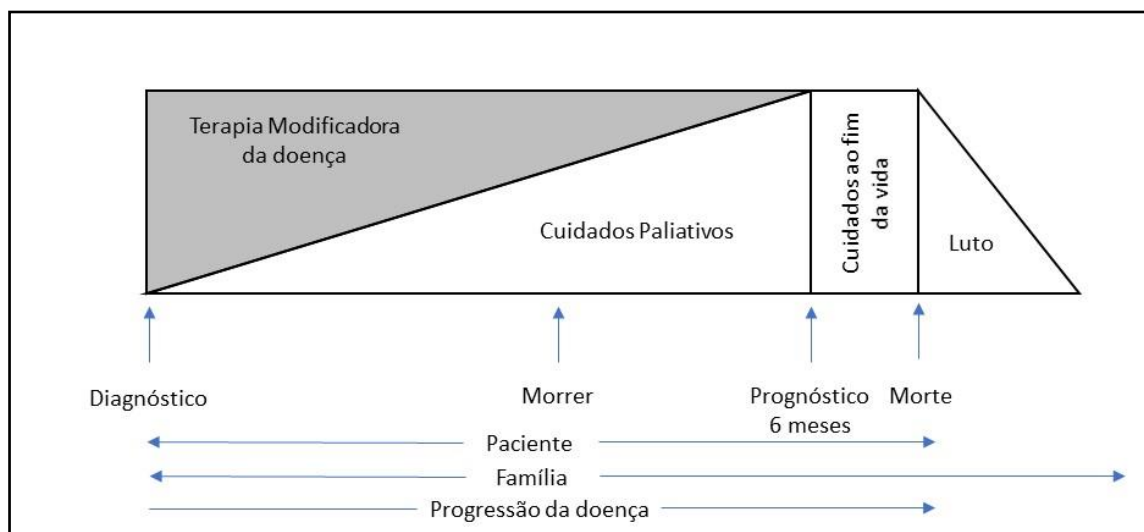 Terapia Modificadora
da doença
Cuidados Paliativos
Cuidados ao fim
da vida
Luto
Diagnóstico
Morrer
Prognóstico
6 meses
Morte
Paciente
Família
Progressão da doença